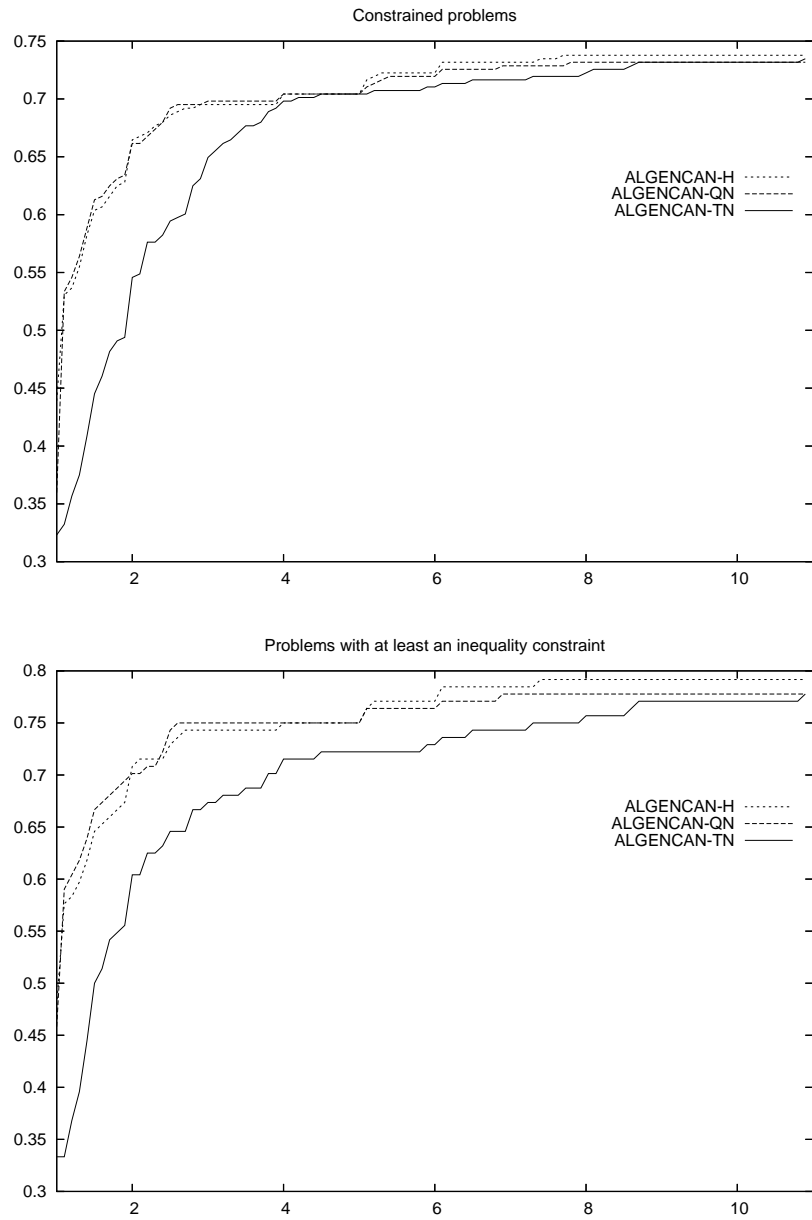 Constrained problems
0.75
0.7
0.65
0.6
0.55
0.5
0.45
0.4
0.35
0.3
ALGENCAN-H
ALGENCAN-QN
ALGENCAN-TN
2 4 6 8 10
Problems with at least an inequality constraint
0.8
0.75
0.7
0.65
0.6
0.55
0.5
0.45
0.4
0.35
0.3
ALGENCAN-H
ALGENCAN-QN
ALGENCAN-TN
2 4 6 8 10